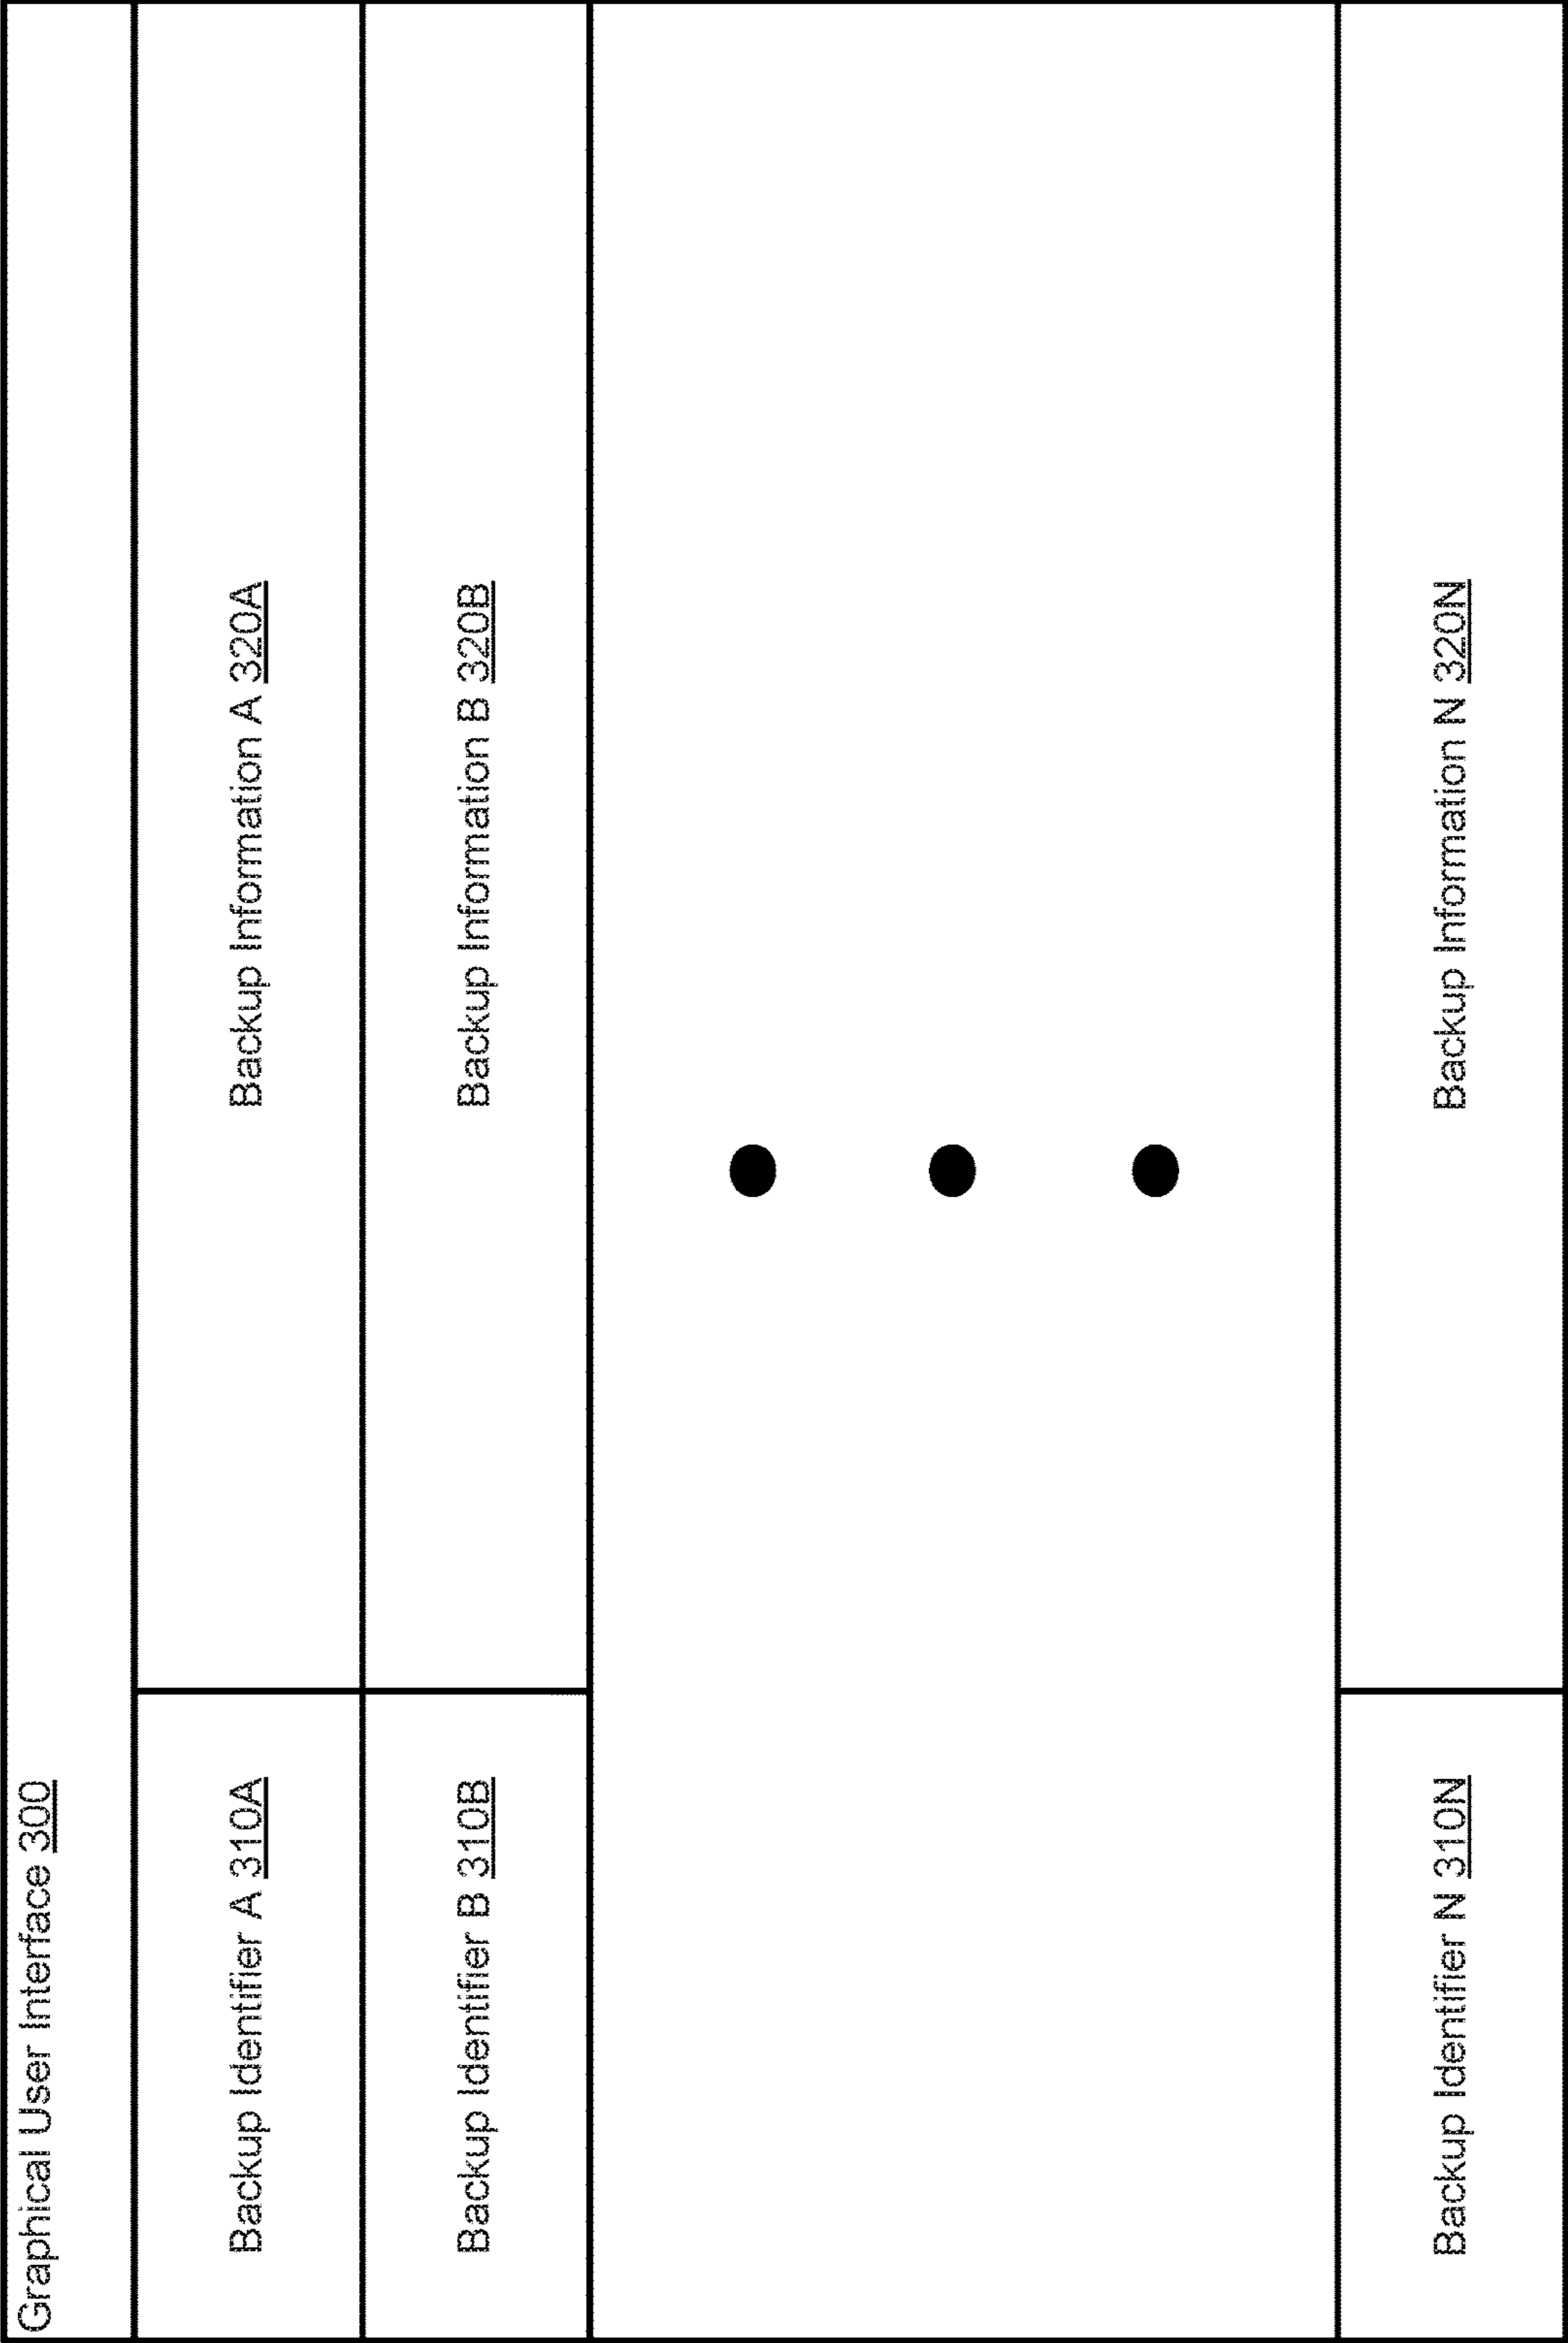 Graphical User Interface 300
Backup Identifier A 310A
Backup Information A 320A
Backup Identifier B 310B
Backup Information B 320B
Backup Identifier N 310N
Backup Information N 320N